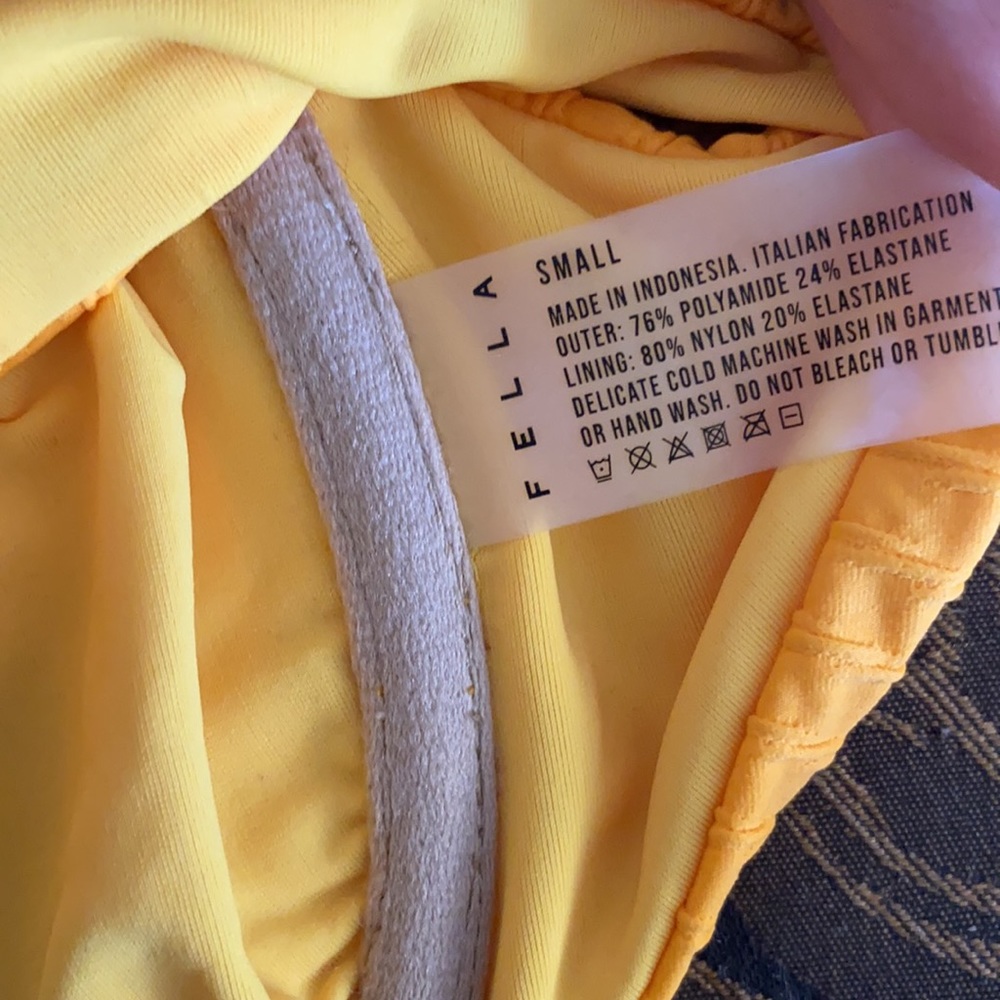 FELLA
SMALL
MADE IN INDONESIA. ITALIAN FABRICATION
OUTER: 76% POLYAMIDE 24% ELASTANE
LINING: 80% NYLON 20% ELASTANE
DELICATE COLD MACHINE WASH IN GARMENT
OR HAND WASH. DO NOT BLEACH OR TUMBL